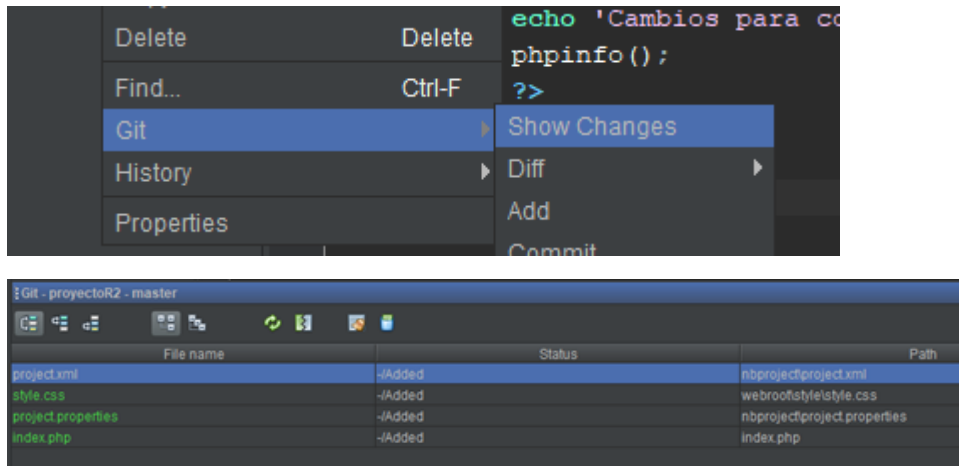 echo 'Cambios para co
Delete Delete
phpinfo();
Find... Ctrl-F
?>
Git
Show Changes
History
Diff
Add
Properties
Commit
Git - proyectoR2 - master
File name Status Path
project.xml -/Added nbproject\project.xml
style.css -/Added webroot\style\style.css
project.properties -/Added nbproject\project.properties
index.php -/Added index.php